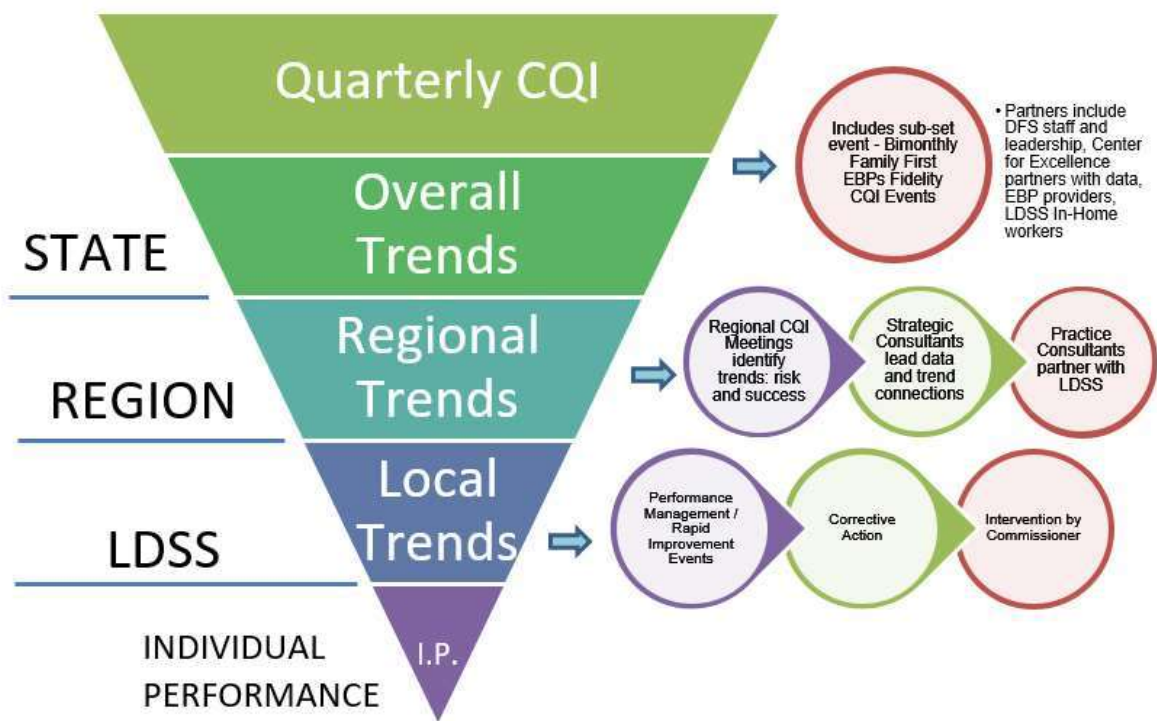 Quarterly CQI
Overall
Trends
STATE
Includes sub-set
event - Bimonthly
Family First
EBPs Fidelity
CQI Events
• Partners include
DFS staff and
leadership, Center
for Excellence
partners with data,
EBP providers,
LDSS In-Home
workers
Regional
Trends
REGION
Regional CQI
Meetings
identify
trends: risk
and success
Strategic
Consultants
lead data
and trend
connections
Practice
Consultants
partner with
LDSS
Local
Trends
LDSS
Performance
Management /
Rapid
Improvement
Events
Corrective
Action
Intervention by
Commissioner
INDIVIDUAL
PERFORMANCE
I.P.